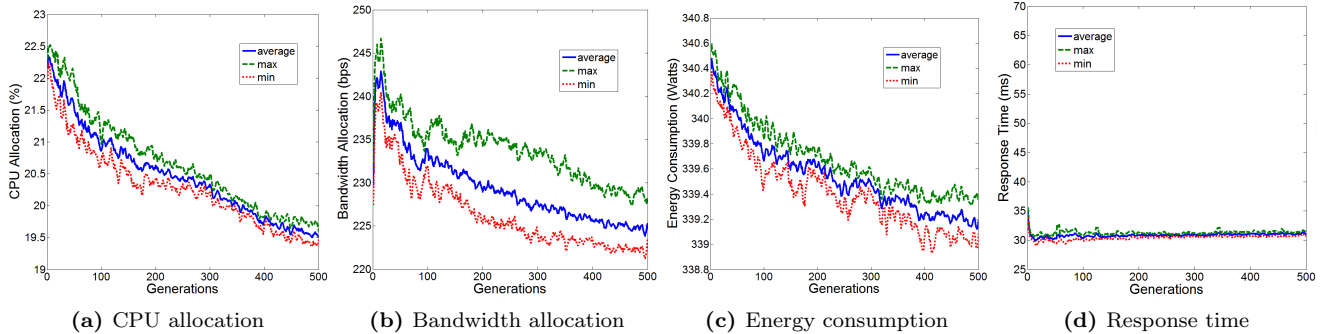 23
22.5
22
21.5
21
20.5
20
19.5
19
CPU Allocation (%)
average
max
min
0 100 200 300 400 500
Generations
(a) CPU allocation
250
245
240
235
230
225
220
Bandwidth Allocation (bps)
average
max
min
0 100 200 300 400 500
Generations
(b) Bandwidth allocation
340.8
340.6
340.4
340.2
340
339.8
339.6
339.4
339.2
339
338.8
Energy Consumption (Watts)
average
max
min
0 100 200 300 400 500
Generations
(c) Energy consumption
70
65
60
55
50
45
40
35
30
25
Response Time (ms)
average
max
min
0 100 200 300 400 500
Generations
(d) Response time